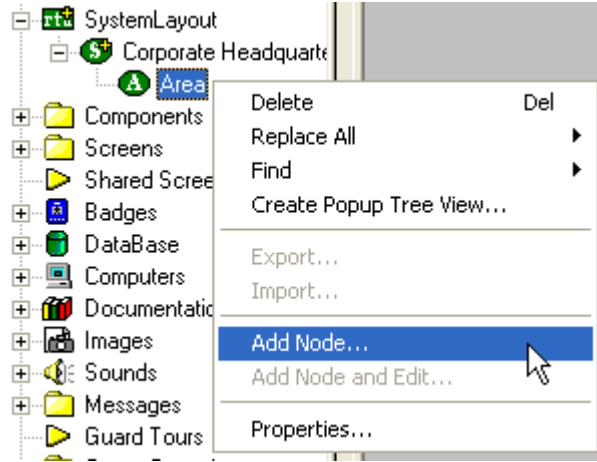 rtu SystemLayout
S Corporate Headquarte
A Area
Components
Screens
Shared Scree
Badges
DataBase
Computers
Documentatic
Images
Sounds
Messages
Guard Tours
Delete Del
Replace All
Find
Create Popup Tree View...
Export...
Import...
Add Node...
Add Node and Edit...
Properties...